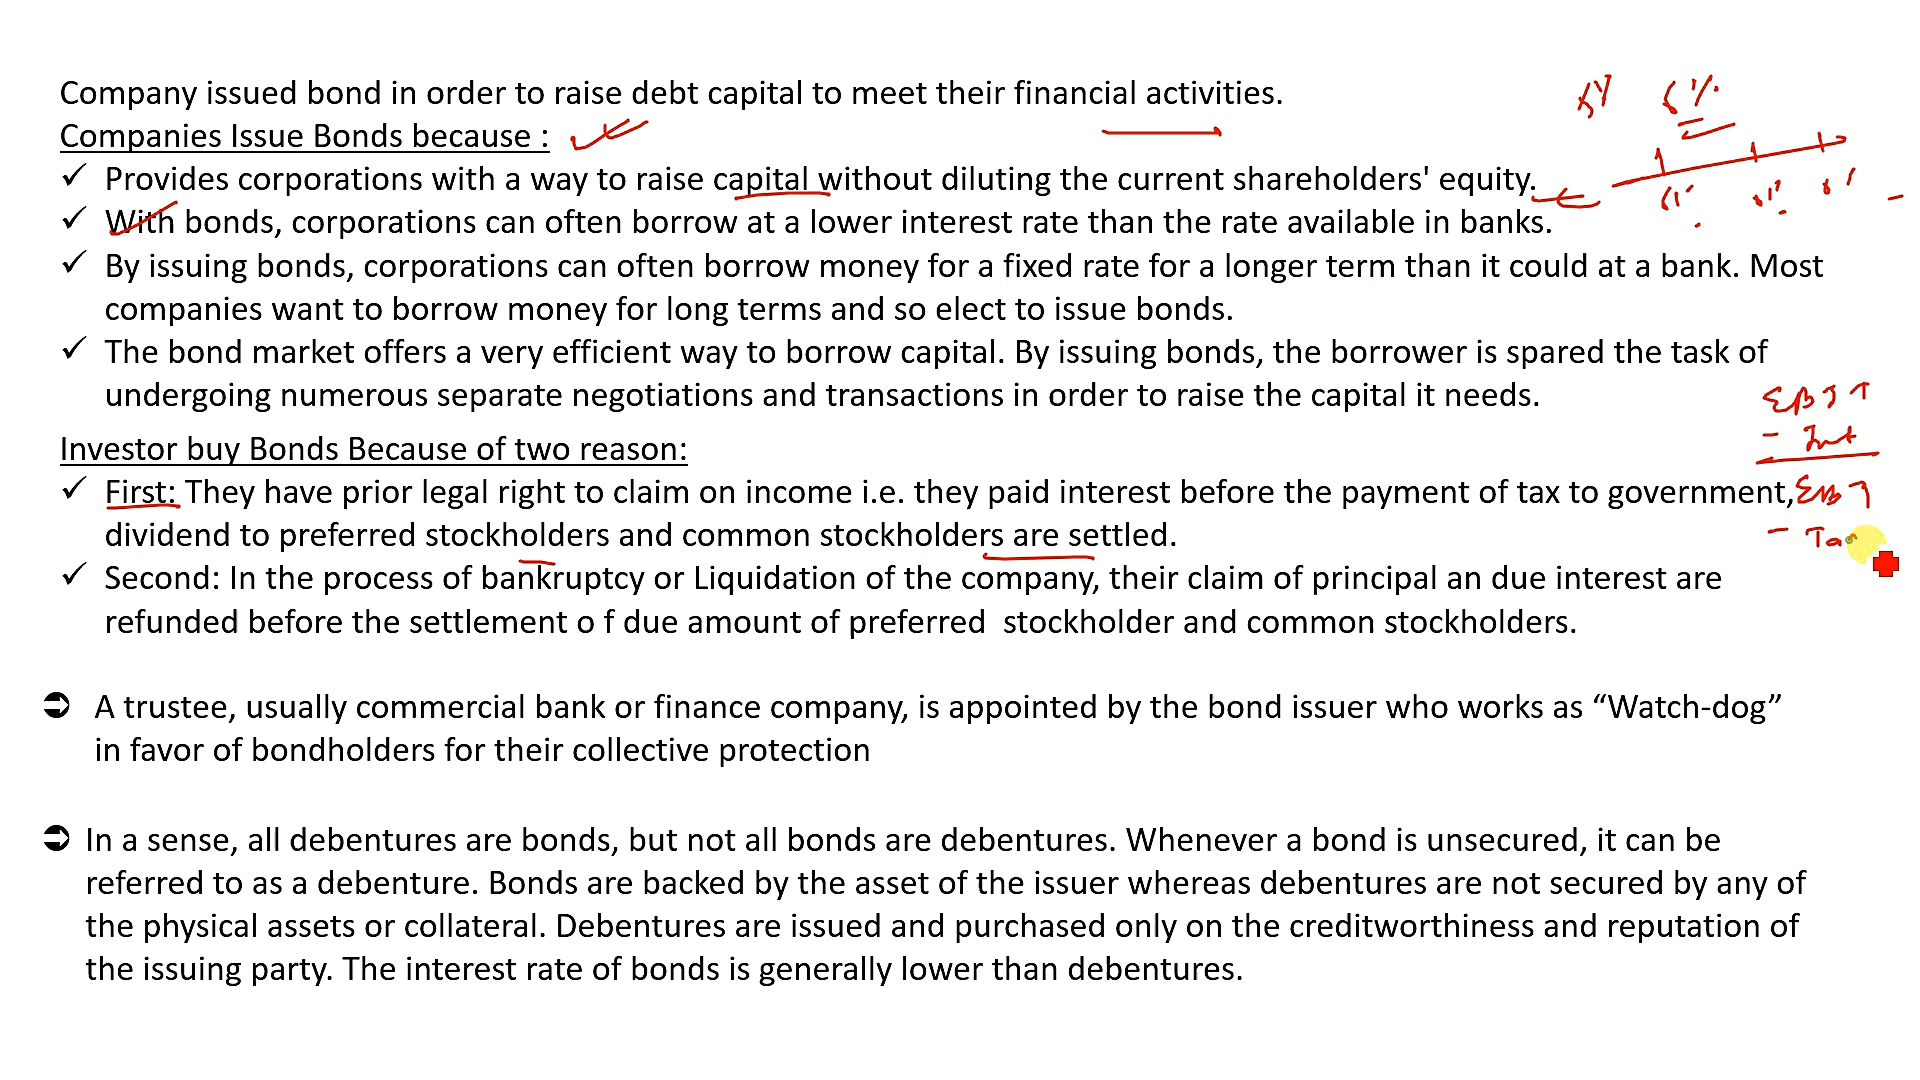 Company issued bond in order to raise debt capital to meet their financial activities.
5Y 6%
Companies Issue Bonds because :
✓ Provides corporations with a way to raise capital without diluting the current shareholders' equity.
✓ With bonds, corporations can often borrow at a lower interest rate than the rate available in banks.
✓ By issuing bonds, corporations can often borrow money for a fixed rate for a longer term than it could at a bank. Most
companies want to borrow money for long terms and so elect to issue bonds.
✓ The bond market offers a very efficient way to borrow capital. By issuing bonds, the borrower is spared the task of
undergoing numerous separate negotiations and transactions in order to raise the capital it needs.
EBIT
- Int
Investor buy Bonds Because of two reason:
✓ First: They have prior legal right to claim on income i.e. they paid interest before the payment of tax to government,
EBT
dividend to preferred stockholders and common stockholders are settled.
- Tax
✓ Second: In the process of bankruptcy or Liquidation of the company, their claim of principal an due interest are
refunded before the settlement o f due amount of preferred  stockholder and common stockholders.
➲ A trustee, usually commercial bank or finance company, is appointed by the bond issuer who works as “Watch-dog”
in favor of bondholders for their collective protection
➲ In a sense, all debentures are bonds, but not all bonds are debentures. Whenever a bond is unsecured, it can be
referred to as a debenture. Bonds are backed by the asset of the issuer whereas debentures are not secured by any of
the physical assets or collateral. Debentures are issued and purchased only on the creditworthiness and reputation of
the issuing party. The interest rate of bonds is generally lower than debentures.